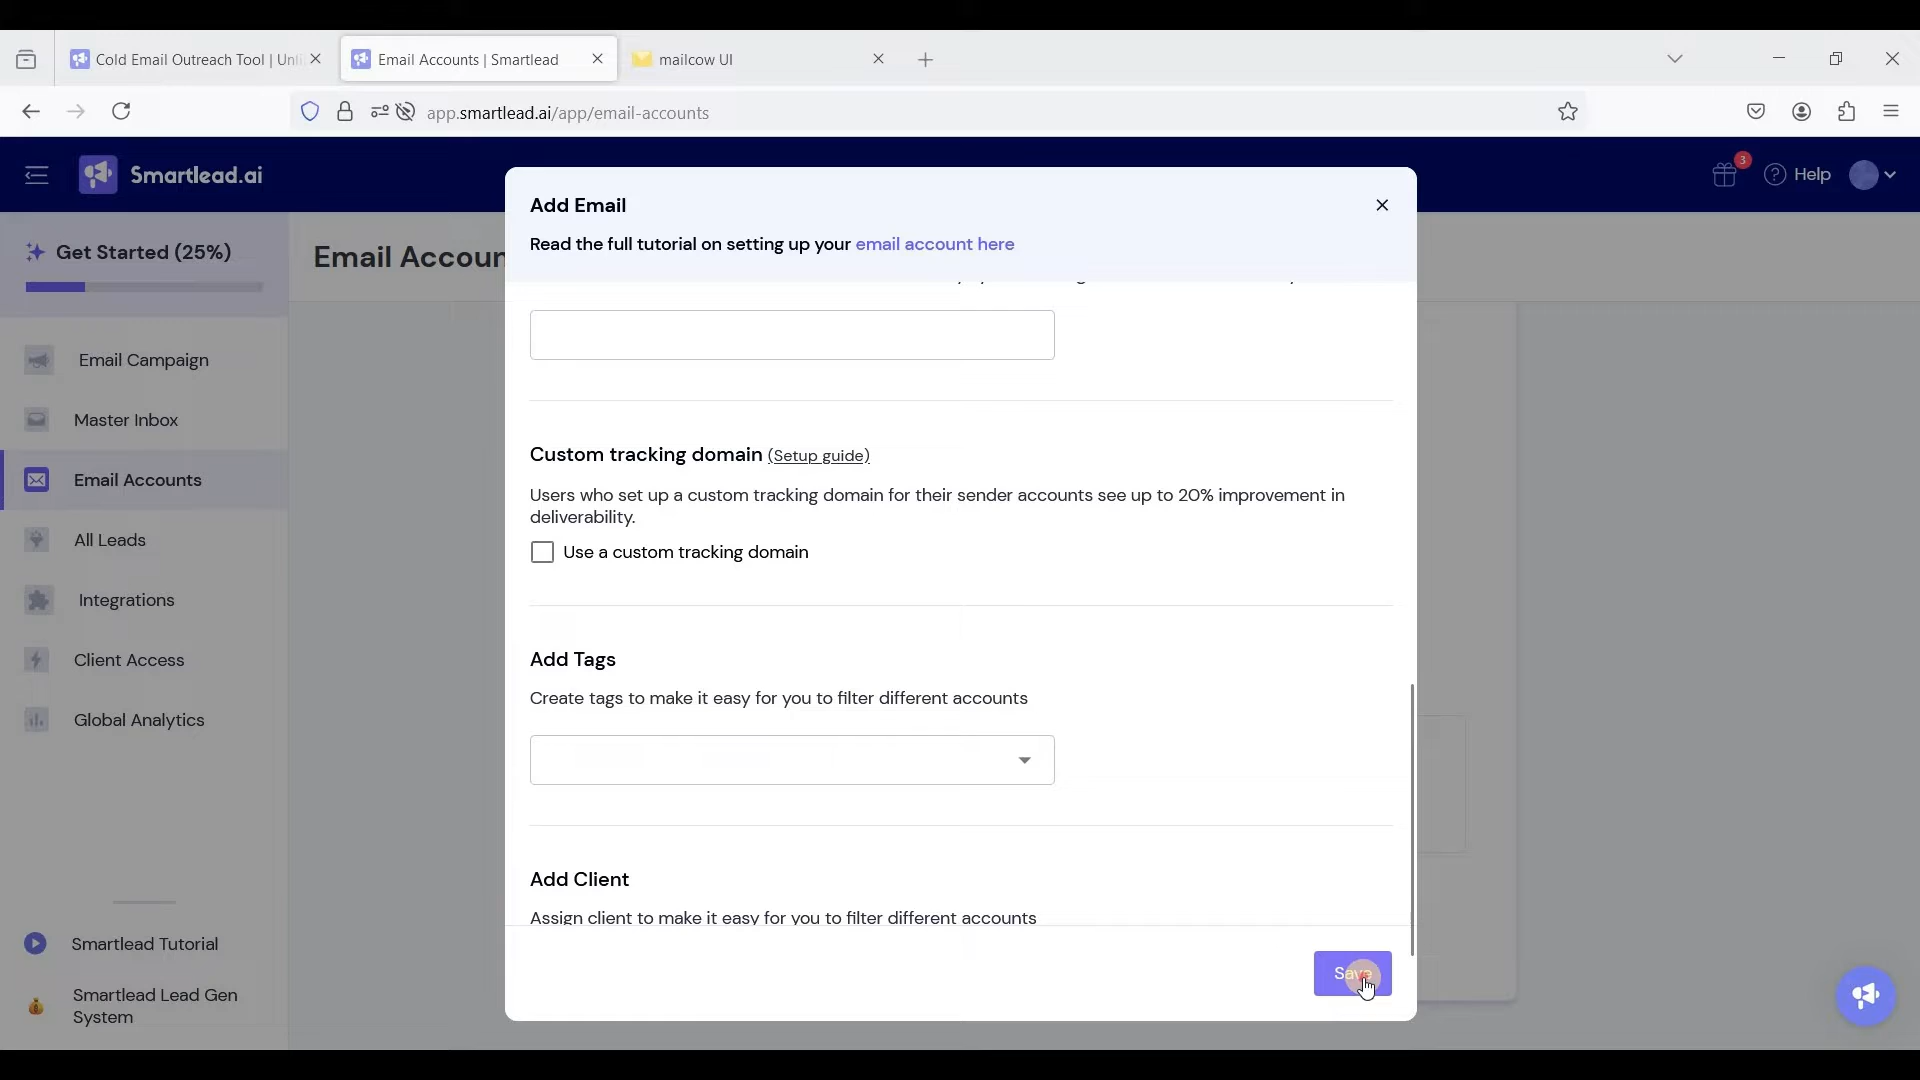 Cold Email Outreach Tool | Unli
Email Accounts | Smartlead
mailcow UI
app.smartlead.ai/app/email-accounts
Smartlead.ai
3
Help
Get Started (25%)
Email Accoun
Email Campaign
Master Inbox
Email Accounts
All Leads
Integrations
Client Access
Global Analytics
Smartlead Tutorial
Smartlead Lead Gen
System
Add Email
Read the full tutorial on setting up your email account here
Custom tracking domain (Setup guide)
Users who set up a custom tracking domain for their sender accounts see up to 20% improvement in
deliverability.
Use a custom tracking domain
Add Tags
Create tags to make it easy for you to filter different accounts
Add Client
Assign client to make it easy for you to filter different accounts
Save